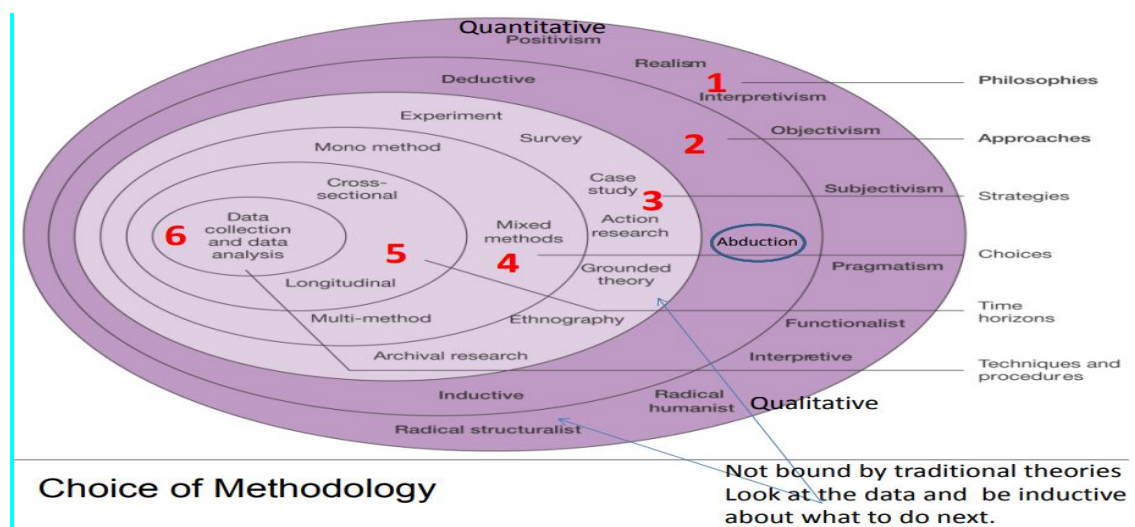 Quantitative
Positivism
Realism
1
Philosophies
Deductive
Interpretivism
Experiment
2
Objectivism
Approaches
Survey
Mono method
Case
study
3
Subjectivism
Strategies
Cross-
sectional
Data
collection
and data
analysis
6
Mixed
methods
Action
research
Abduction
5
4
Choices
Grounded
theory
Pragmatism
Longitudinal
Time
horizons
Multi-method
Ethnography
Functionalist
Archival research
Interpretive
Techniques and
procedures
Inductive
Radical
humanist
Qualitative
Radical structuralist
Choice of Methodology
Not bound by traditional theories
Look at the data and be inductive
about what to do next.